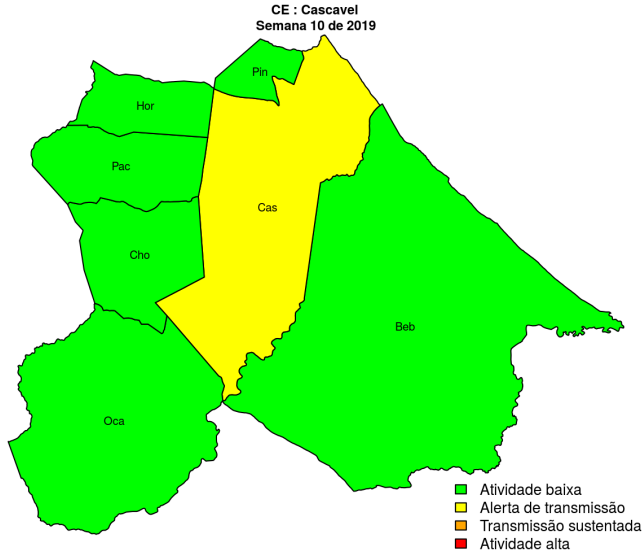 CE : Cascavel
Semana 10 de 2019
Pin
Hor
Pac
Cas
Cho
Beb
Oca
Atividade baixa
Alerta de transmissão
Transmissão sustentada
Atividade alta